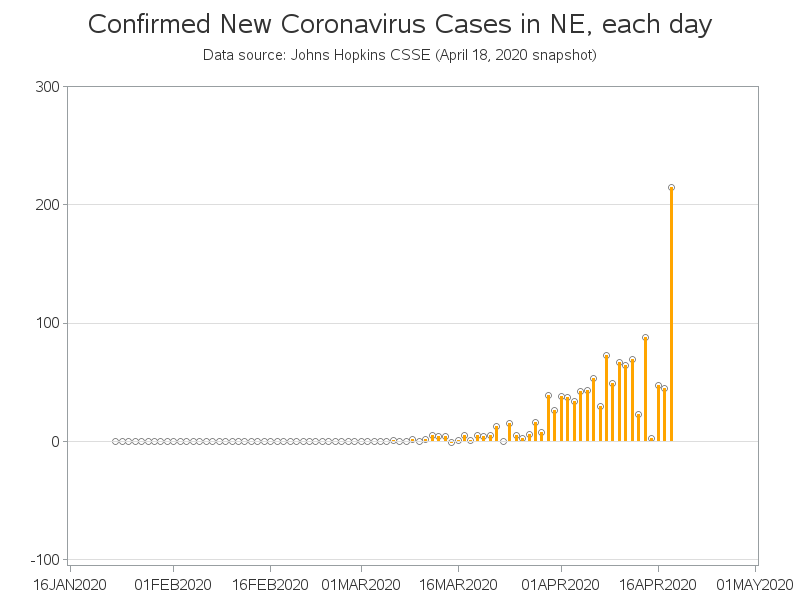 Confirmed New Coronavirus Cases in NE, each day
Data source: Johns Hopkins CSSE (April 18, 2020 snapshot)
300
200
100
0
-100
16JAN2020 01FEB2020 16FEB2020 01MAR2020 16MAR2020 01APR2020 16APR2020 01MAY2020